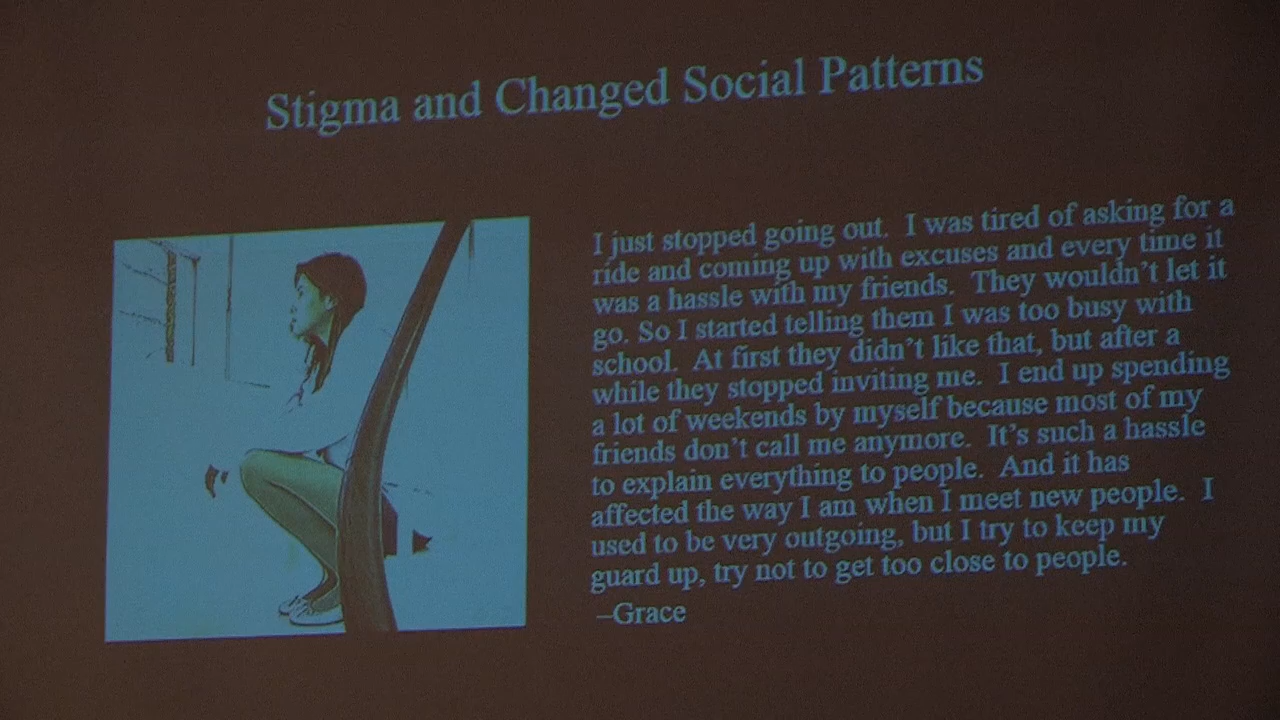 Stigma and Changed Social Patterns
I just stopped going out. I was tired of asking for a
ride and coming up with excuses and every time it
was a hassle with my friends. They wouldn't let it
go. So I started telling them I was too busy with
school. At first they didn't like that, but after a
while they stopped inviting me. I end up spending
a lot of weekends by myself because most of my
friends don't call me anymore. It's such a hassle
to explain everything to people. And it has
affected the way I am when I meet new people. I
used to be very outgoing, but I try to keep my
guard up, try not to get too close to people.
–Grace